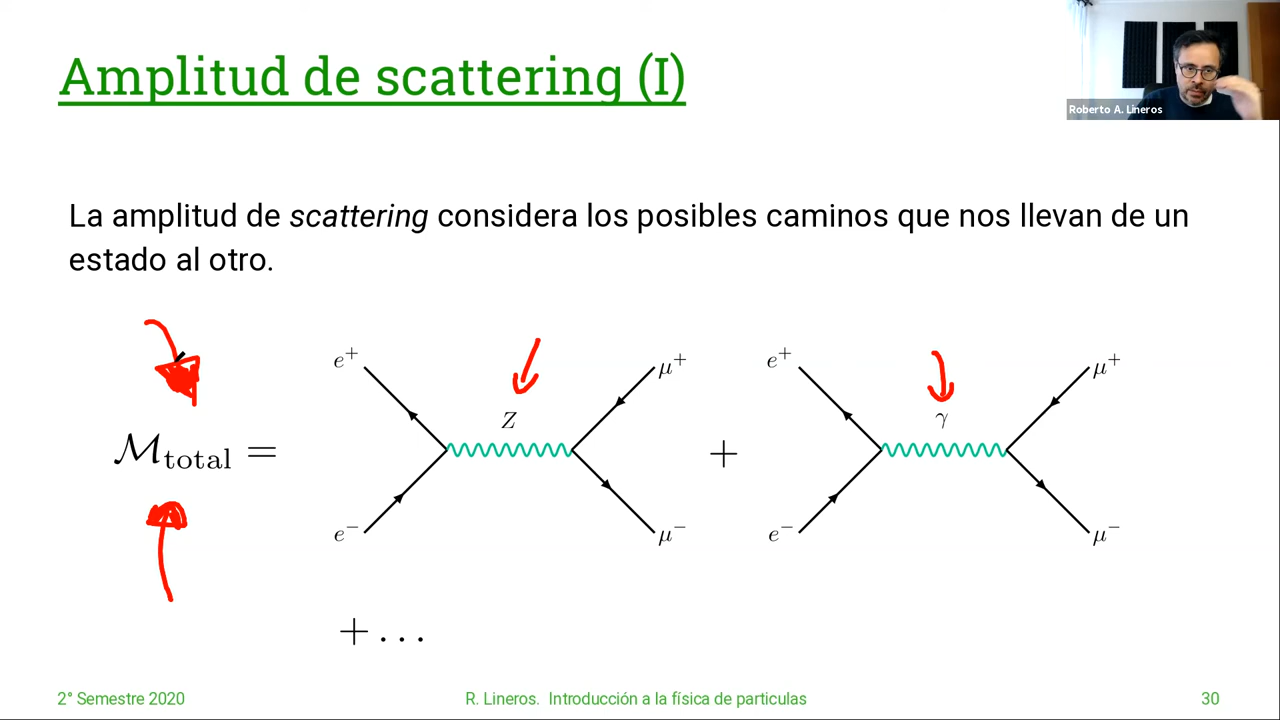 Amplitud de scattering (I)
Roberto A. Lineros
La amplitud de scattering considera los posibles caminos que nos llevan de un
estado al otro.
e⁺ μ⁺ e⁺ μ⁺
Z γ
ℳtotal = +
e⁻ μ⁻ e⁻ μ⁻
+ ...
2° Semestre 2020 R. Lineros. Introducción a la física de particulas 30